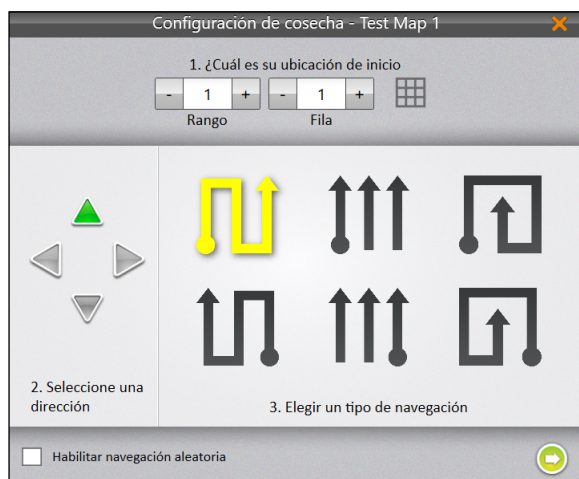 Configuración de cosecha - Test Map 1
1. ¿Cuál es su ubicación de inicio
- 1 + - 1 +
Rango Fila
2. Seleccione una
dirección
3. Elegir un tipo de navegación
Habilitar navegación aleatoria